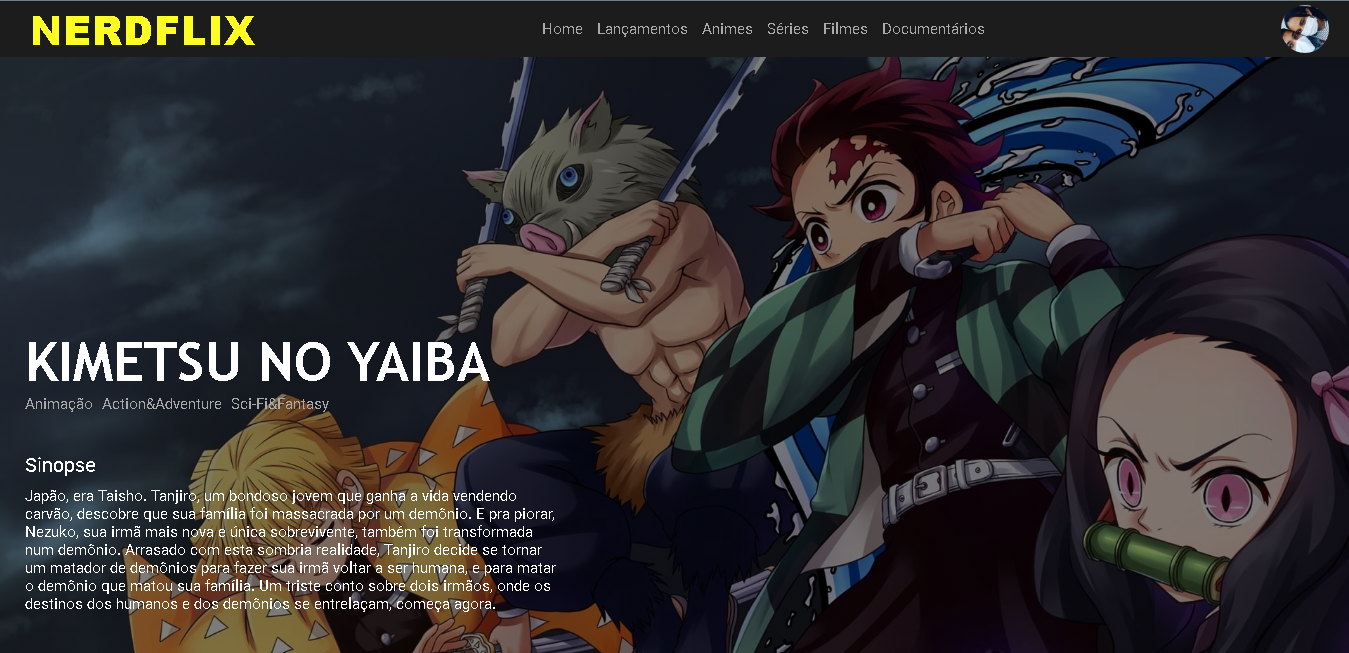 NERDFLIX
Home Lançamentos Animes Séries Filmes Documentários
KIMETSU NO YAIBA
Animação Action&Adventure Sci-Fi&Fantasy
Sinopse
Japão, era Taisho. Tanjiro, um bondoso jovem que ganha a vida vendendo
carvão, descobre que sua família foi massacrada por um demônio. E pra piorar,
Nezuko, sua irmã mais nova e única sobrevivente, também foi transformada
num demônio. Arrasado com esta sombria realidade, Tanjiro decide se tornar
um matador de demônios para fazer sua irmã voltar a ser humana, e para matar
o demônio que matou sua família. Um triste conto sobre dois irmãos, onde os
destinos dos humanos e dos demônios se entrelaçam, começa agora.